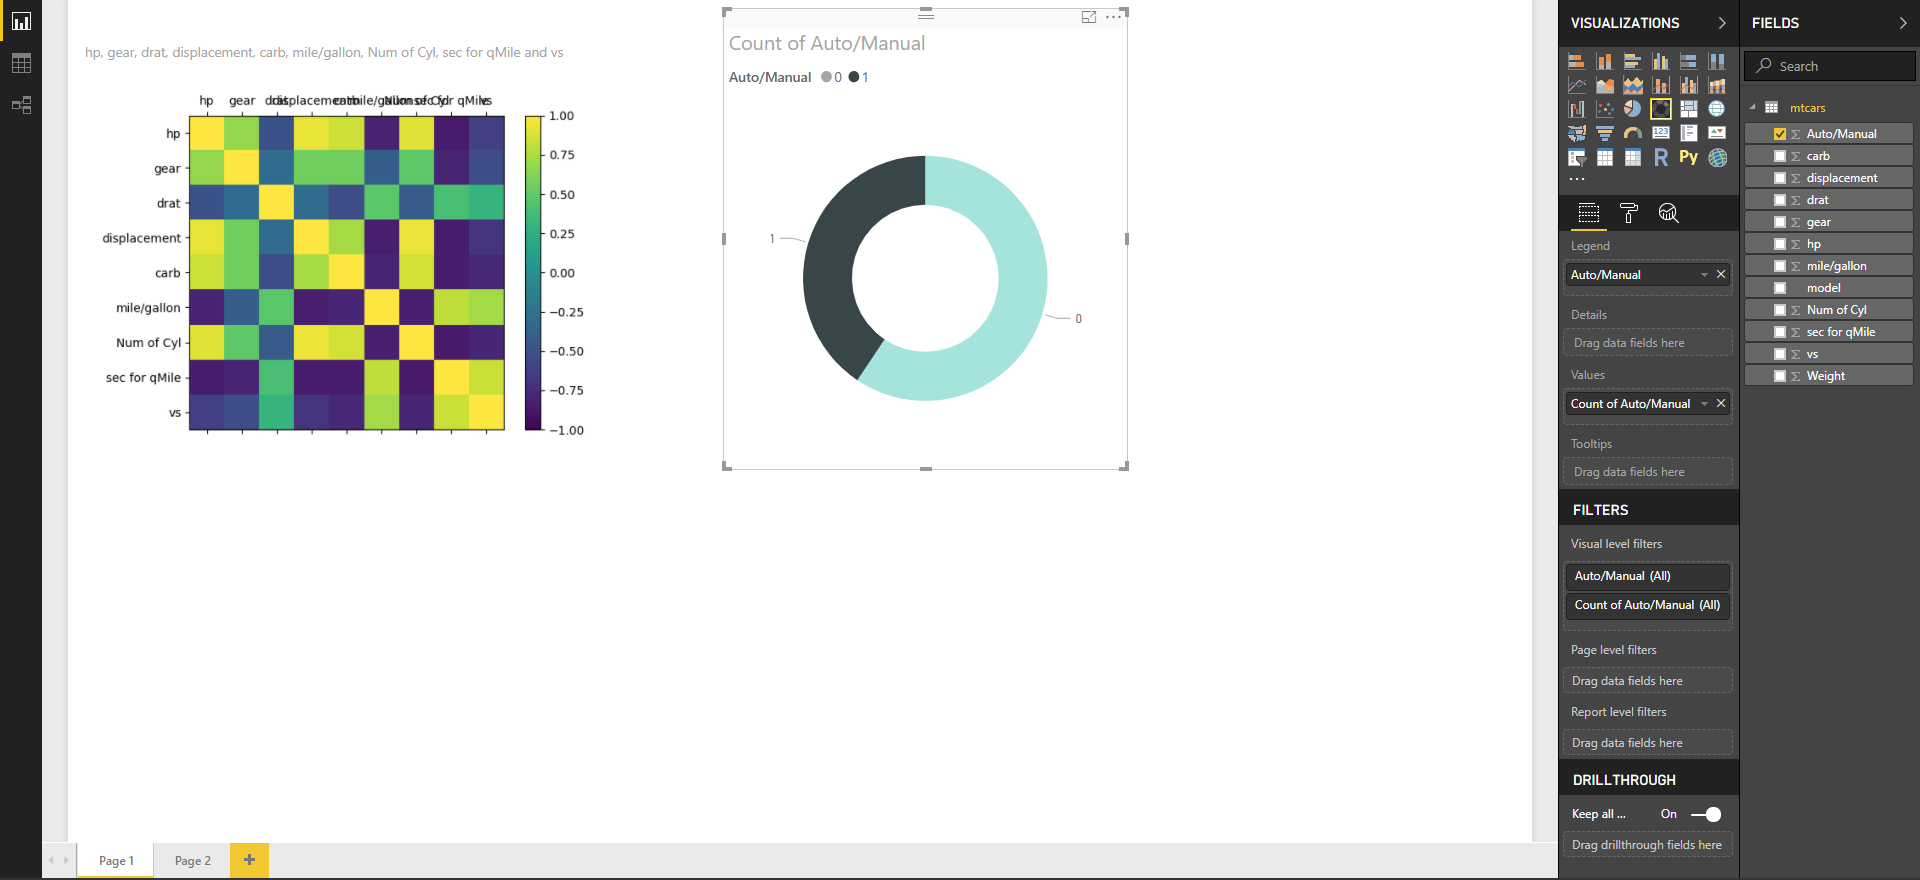 hp, gear, drat, displacement, carb, mile/gallon, Num of Cyl, sec for qMile and vs
hp gear drat displacement carb mile/gallon Num of Cyl sec for qMile vs
hp
gear
drat
displacement
carb
mile/gallon
Num of Cyl
sec for qMile
vs
1.00
0.75
0.50
0.25
0.00
−0.25
−0.50
−0.75
−1.00
Count of Auto/Manual
Auto/Manual 0 1
1
0
VISUALIZATIONS
123
R Py
Legend
Auto/Manual
Details
Drag data fields here
Values
Count of Auto/Manual
Tooltips
Drag data fields here
FILTERS
Visual level filters
Auto/Manual (All)
Count of Auto/Manual (All)
Page level filters
Drag data fields here
Report level filters
Drag data fields here
DRILLTHROUGH
Keep all ... On
Drag drillthrough fields here
FIELDS
Search
mtcars
Auto/Manual
carb
displacement
drat
gear
hp
mile/gallon
model
Num of Cyl
sec for qMile
vs
Weight
Page 1 Page 2 +